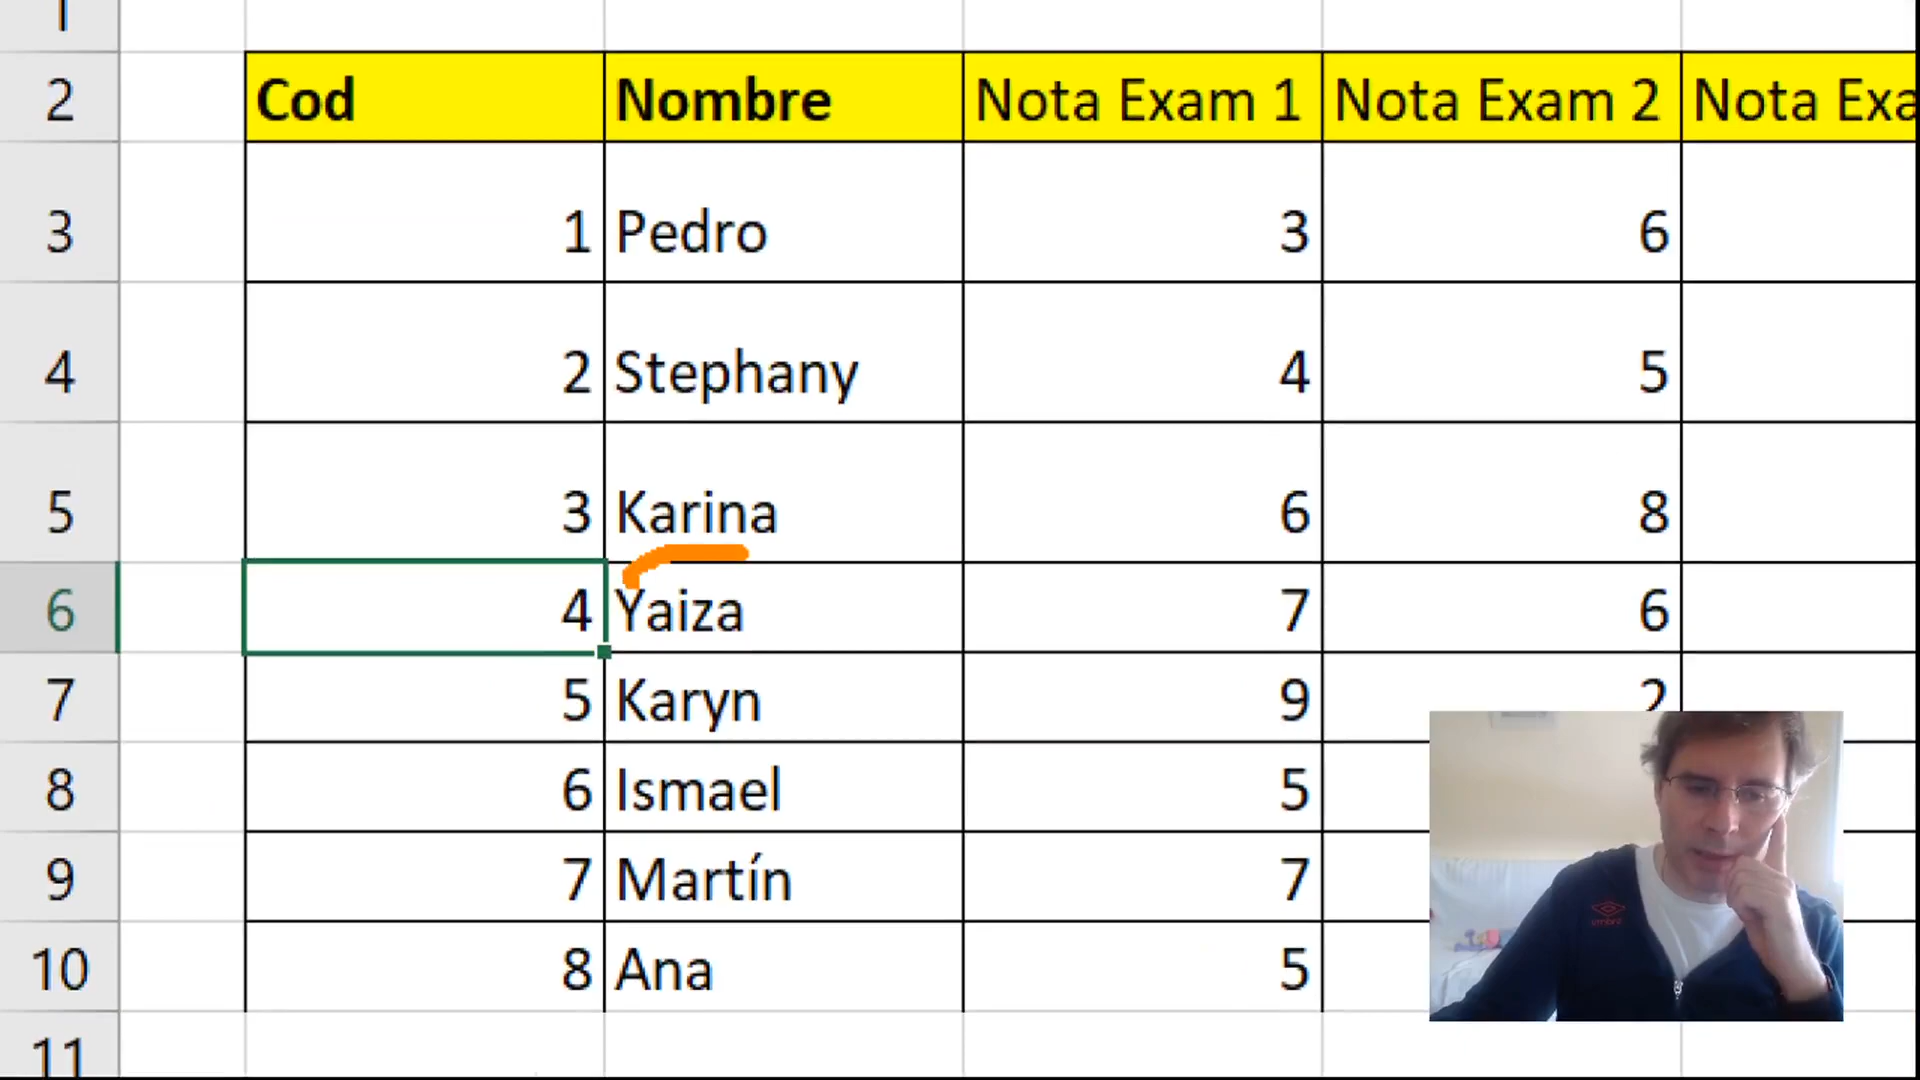 1
2 Cod Nombre Nota Exam 1 Nota Exam 2 Nota Exa
3 1 Pedro 3 6
4 2 Stephany 4 5
5 3 Karina 6 8
6 4 Yaiza 7 6
7 5 Karyn 9 2
8 6 Ismael 5
9 7 Martín 7
10 8 Ana 5
11